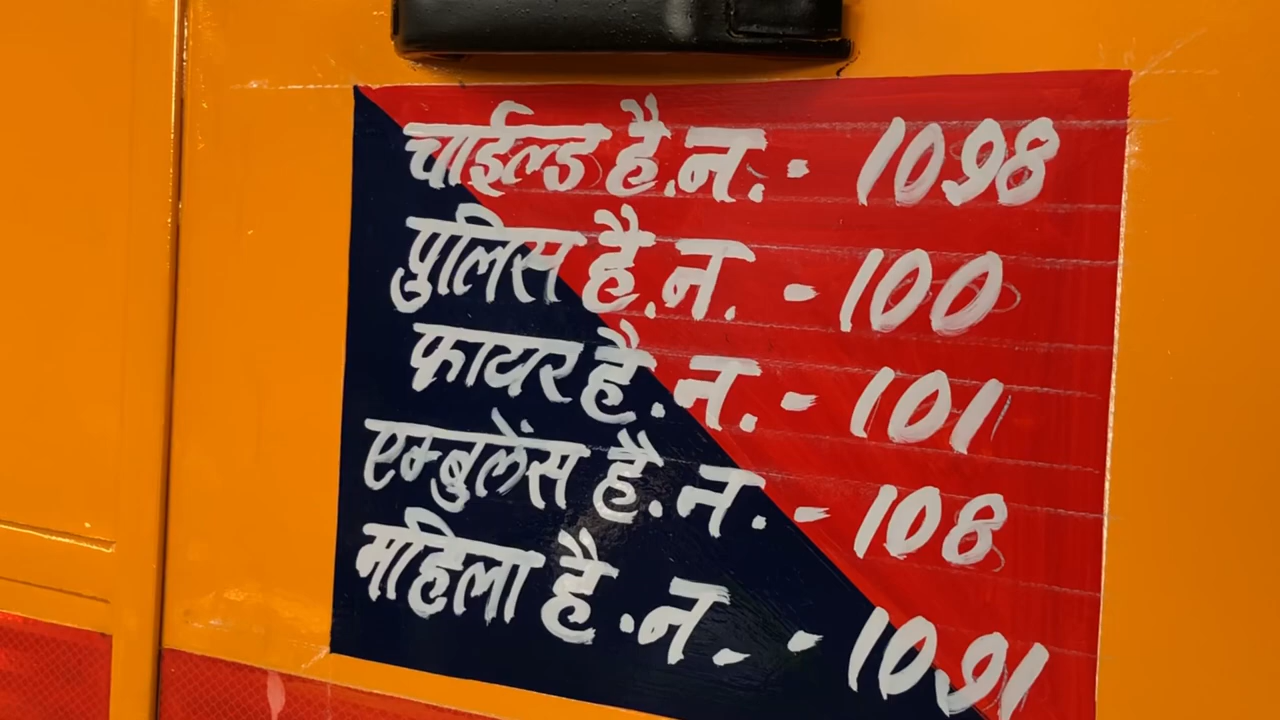 चाईल्ड है.न. - 1098
पुलिस है.न. - 100
फायर है.न. - 101
एम्बुलेंस है.न. - 108
महिला है.न. - 1091